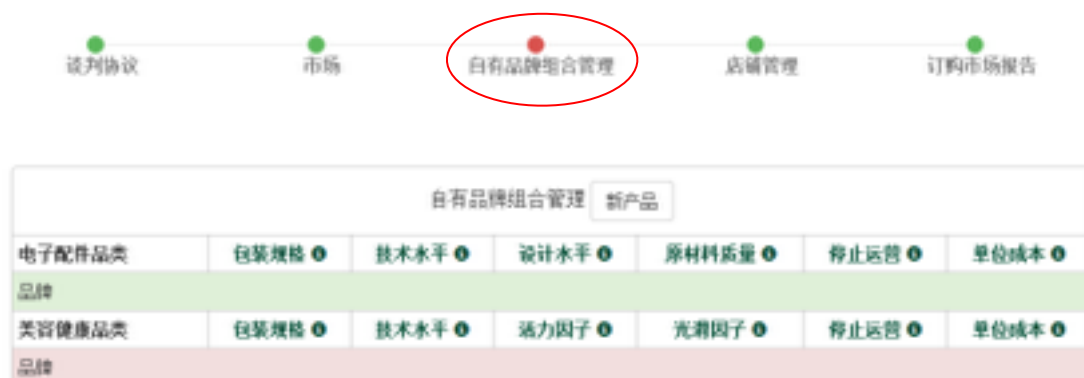 谈判协议 市场 自有品牌组合管理 店铺管理 订购市场报告
自有品牌组合管理 新产品
电子配件品类 包装规格 技术水平 设计水平 原材料质量 停止运营 单位成本
品牌
美容健康品类 包装规格 技术水平 活力因子 光滑因子 停止运营 单位成本
品牌